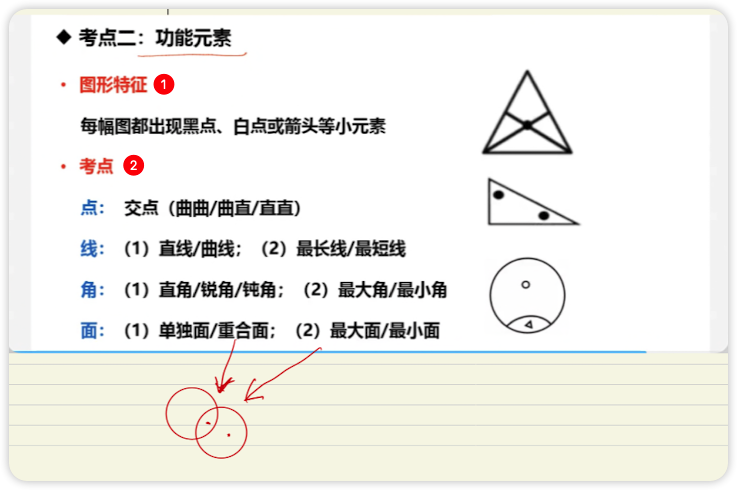 ◆ 考点二：功能元素
• 图形特征 1
每幅图都出现黑点、白点或箭头等小元素
• 考点 2
点： 交点（曲曲/曲直/直直）
线：（1）直线/曲线；（2）最长线/最短线
角：（1）直角/锐角/钝角；（2）最大角/最小角
面：（1）单独面/重合面；（2）最大面/最小面